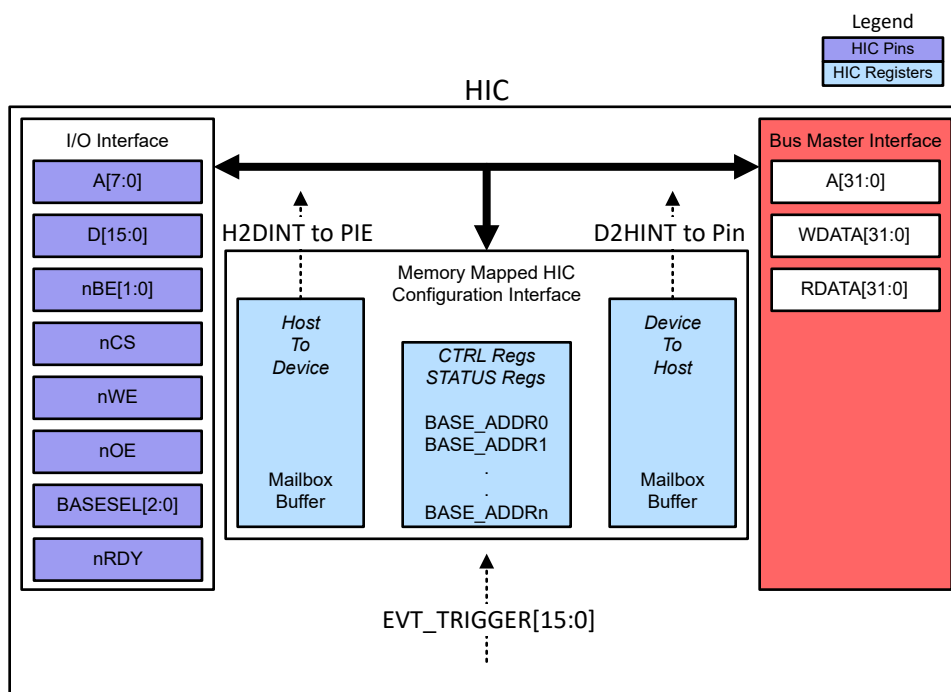 Legend
HIC Pins
HIC Registers
HIC
I/O Interface
A[7:0]
D[15:0]
nBE[1:0]
nCS
nWE
nOE
BASESEL[2:0]
nRDY
H2DINT to PIE
D2HINT to Pin
Memory Mapped HIC
Configuration Interface
Host
To
Device
Mailbox
Buffer
CTRL Regs
STATUS Regs
BASE_ADDR0
BASE_ADDR1
.
.
BASE_ADDRn
Device
To
Host
Mailbox
Buffer
EVT_TRIGGER[15:0]
Bus Master Interface
A[31:0]
WDATA[31:0]
RDATA[31:0]